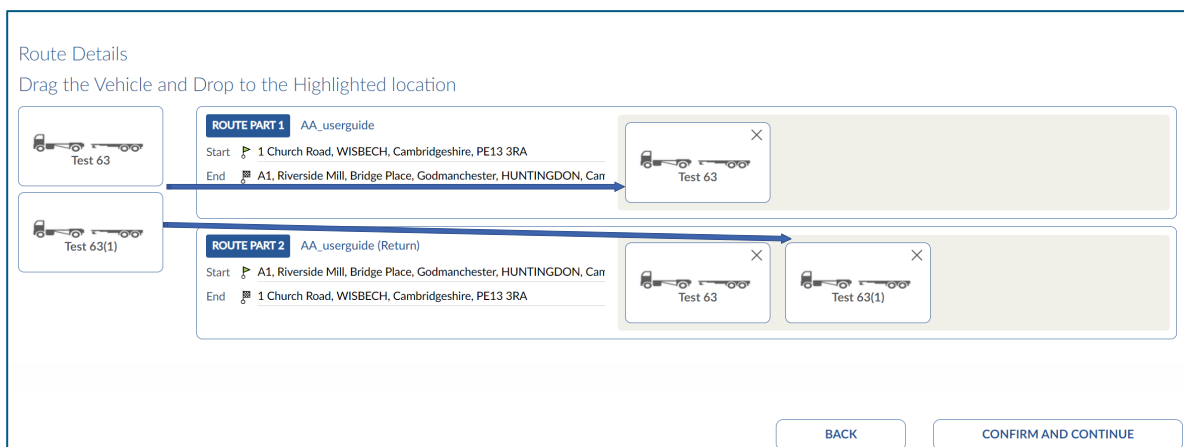 Route Details
Drag the Vehicle and Drop to the Highlighted location
Test 63
Test 63(1)
ROUTE PART 1 AA_userguide
Start 1 Church Road, WISBECH, Cambridgeshire, PE13 3RA
End A1, Riverside Mill, Bridge Place, Godmanchester, HUNTINGDON, Cam
Test 63
ROUTE PART 2 AA_userguide (Return)
Start A1, Riverside Mill, Bridge Place, Godmanchester, HUNTINGDON, Cam
End 1 Church Road, WISBECH, Cambridgeshire, PE13 3RA
Test 63
Test 63(1)
BACK
CONFIRM AND CONTINUE